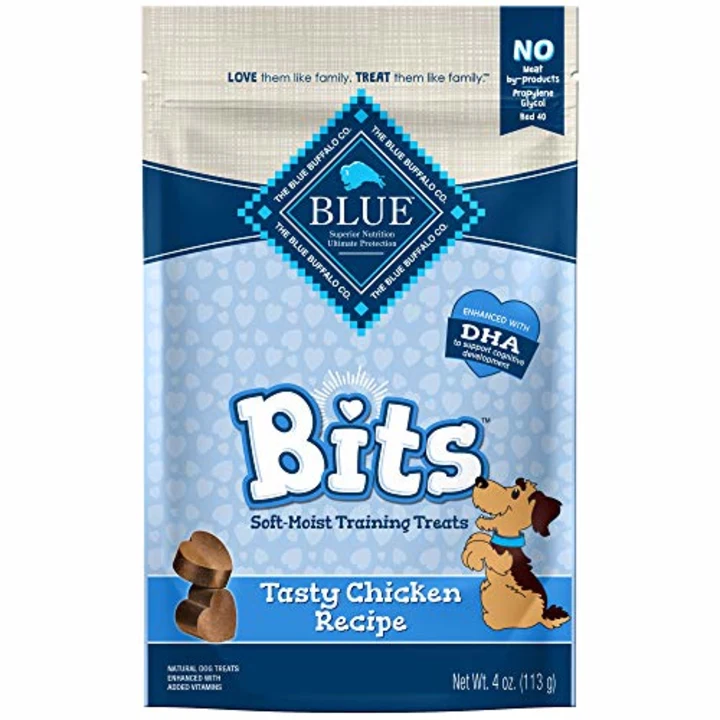 NO
Meat
by-products
Propylene
Glycol
Red 40
LOVE them like family. TREAT them like family.™
THE BLUE BUFFALO CO.
THE BLUE BUFFALO CO.
BLUE™
Superior Nutrition
Ultimate Protection
THE BLUE BUFFALO CO.
THE BLUE BUFFALO CO.
ENHANCED WITH
DHA
to support cognitive
development
Bits™
Soft-Moist Training Treats
Tasty Chicken
Recipe
NATURAL DOG TREATS
ENHANCED WITH
ADDED VITAMINS
Net Wt. 4 oz. (113 g)